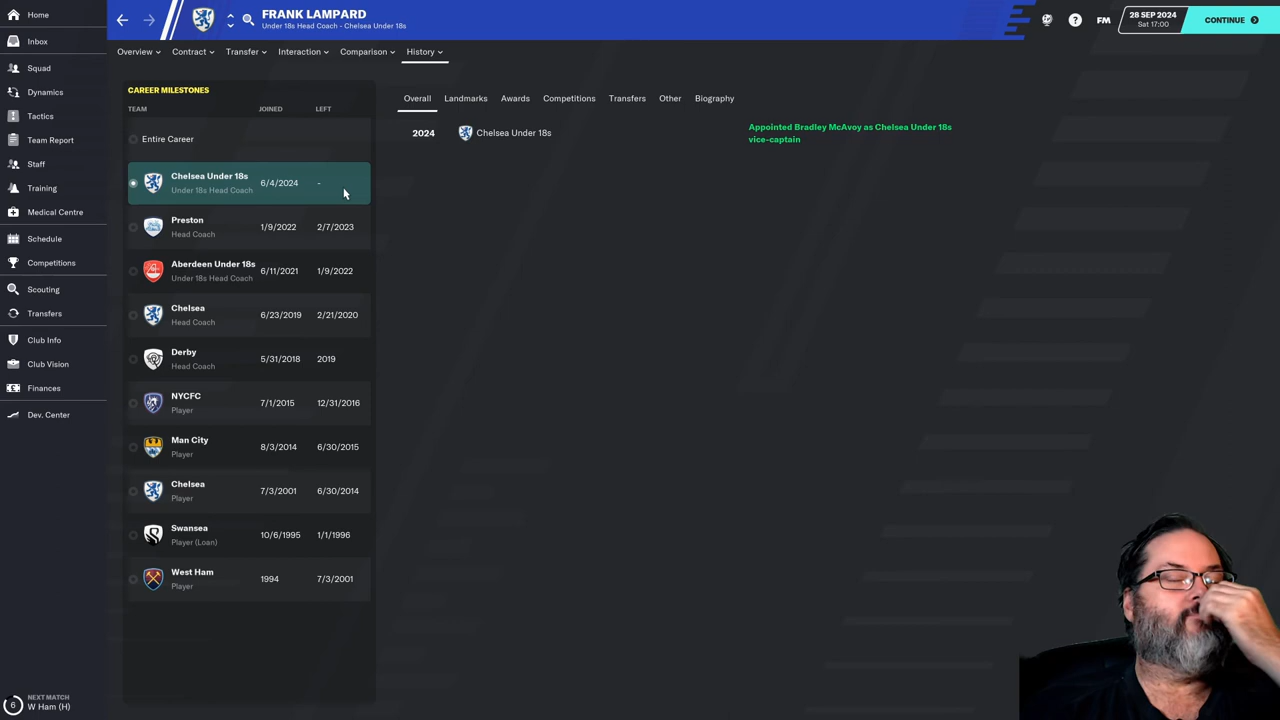 Home
Inbox
Squad
Dynamics
Tactics
Team Report
Staff
Training
Medical Centre
Schedule
Competitions
Scouting
Transfers
Club Info
Club Vision
Finances
Dev. Center
6
NEXT MATCH
W Ham (H)
FRANK LAMPARD
Under 18s Head Coach - Chelsea Under 18s
?
FM
28 SEP 2024
Sat 17:00
CONTINUE
Overview
Contract
Transfer
Interaction
Comparison
History
CAREER MILESTONES
TEAM JOINED LEFT
Entire Career
Chelsea Under 18s
Under 18s Head Coach
6/4/2024 -
Preston
Head Coach
1/9/2022 2/7/2023
Aberdeen Under 18s
Under 18s Head Coach
6/11/2021 1/9/2022
Chelsea
Head Coach
6/23/2019 2/21/2020
Derby
Head Coach
5/31/2018 2019
NYCFC
Player
7/1/2015 12/31/2016
Man City
Player
8/3/2014 6/30/2015
Chelsea
Player
7/3/2001 6/30/2014
Swansea
Player (Loan)
10/6/1995 1/1/1996
West Ham
Player
1994 7/3/2001
Overall
Landmarks
Awards
Competitions
Transfers
Other
Biography
2024 Chelsea Under 18s
Appointed Bradley McAvoy as Chelsea Under 18s
vice-captain